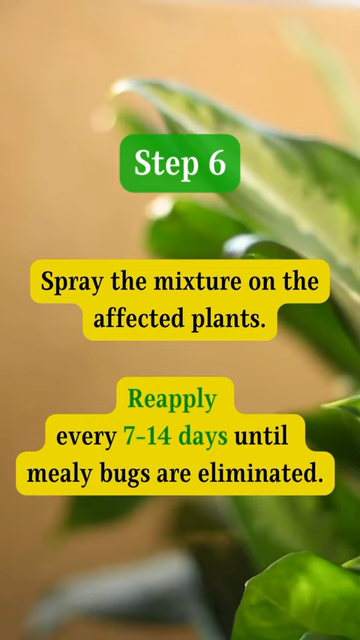 Step 6
Spray the mixture on the
affected plants.
Reapply
every 7-14 days until
mealy bugs are eliminated.